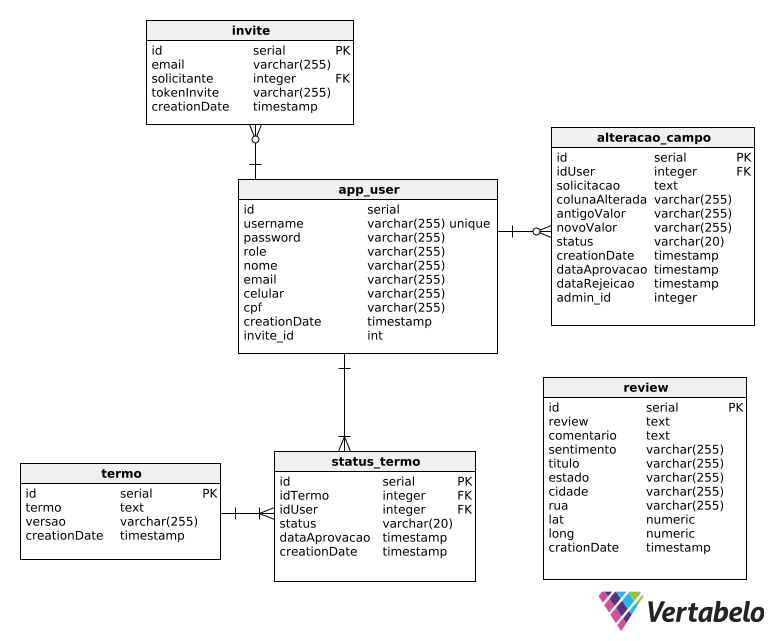 invite
id serial PK
email varchar(255)
solicitante integer FK
tokenInvite varchar(255)
creationDate timestamp
alteracao_campo
id serial PK
idUser integer FK
solicitacao text
colunaAlterada varchar(255)
antigoValor varchar(255)
novoValor varchar(255)
status varchar(20)
creationDate timestamp
dataAprovacao timestamp
dataRejeicao timestamp
admin_id integer
app_user
id serial
username varchar(255) unique
password varchar(255)
role varchar(255)
nome varchar(255)
email varchar(255)
celular varchar(255)
cpf varchar(255)
creationDate timestamp
invite_id int
review
id serial PK
review text
comentario text
sentimento varchar(255)
titulo varchar(255)
estado varchar(255)
cidade varchar(255)
rua varchar(255)
lat numeric
long numeric
crationDate timestamp
termo
id serial PK
termo text
versao varchar(255)
creationDate timestamp
status_termo
id serial PK
idTermo integer FK
idUser integer FK
status varchar(20)
dataAprovacao timestamp
creationDate timestamp
Vertabelo